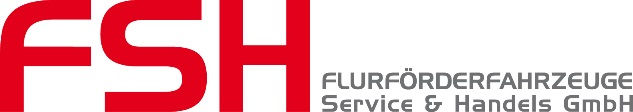 FSH
FLURFÖRDERFAHRZEUGE
Service & Handels GmbH